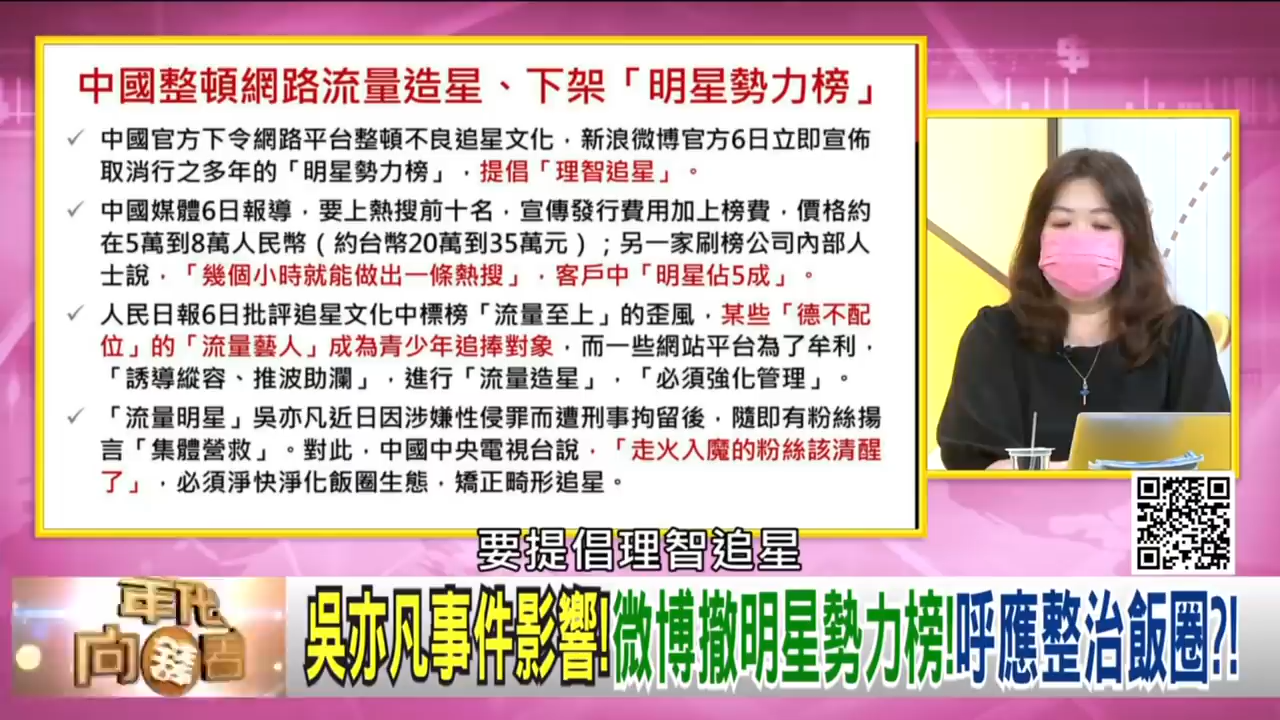 中國整頓網路流量造星、下架「明星勢力榜」
中國官方下令網路平台整頓不良追星文化，新浪微博官方6日立即宣佈
取消行之多年的「明星勢力榜」，提倡「理智追星」。
中國媒體6日報導，要上熱搜前十名，宣傳發行費用加上榜費，價格約
在5萬到8萬人民幣（約台幣20萬到35萬元）；另一家刷榜公司內部人
士說，「幾個小時就能做出一條熱搜」，客戶中「明星佔5成」。
人民日報6日批評追星文化中標榜「流量至上」的歪風，某些「德不配
位」的「流量藝人」成為青少年追捧對象，而一些網站平台為了牟利，
「誘導縱容、推波助瀾」，進行「流量造星」，「必須強化管理」。
「流量明星」吳亦凡近日因涉嫌性侵罪而遭刑事拘留後，隨即有粉絲揚
言「集體營救」。對此，中國中央電視台說，「走火入魔的粉絲該清醒
了」，必須淨快淨化飯圈生態，矯正畸形追星。
要提倡理智追星
年代
向錢看
吳亦凡事件影響!微博撤明星勢力榜!呼應整治飯圈?!